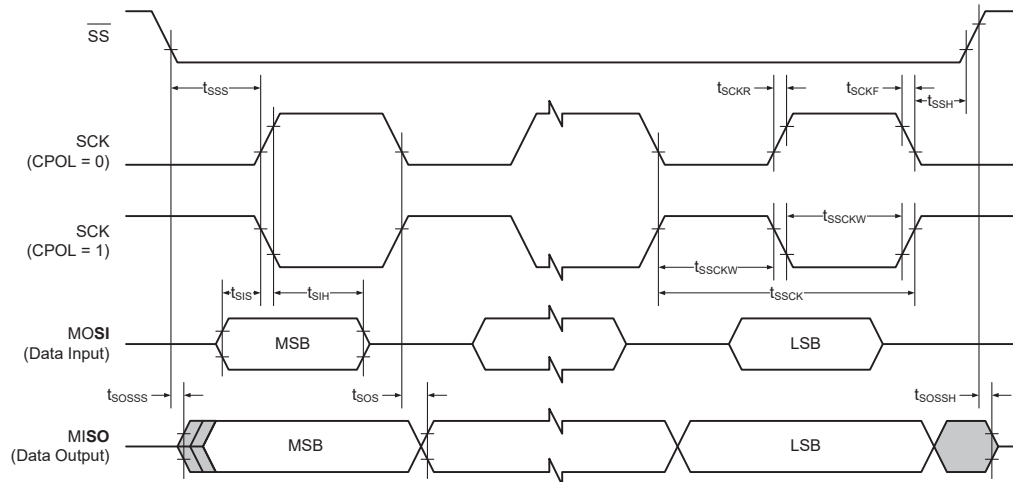 SS
tSSS
tSCKR
tSCKF
tSSH
SCK
(CPOL = 0)
SCK
(CPOL = 1)
tSSCKW
tSSCKW
tSIS
tSIH
tSSCK
MOSI
(Data Input)
MSB
LSB
tSOSSS
tSOS
tSOSSH
MISO
(Data Output)
MSB
LSB